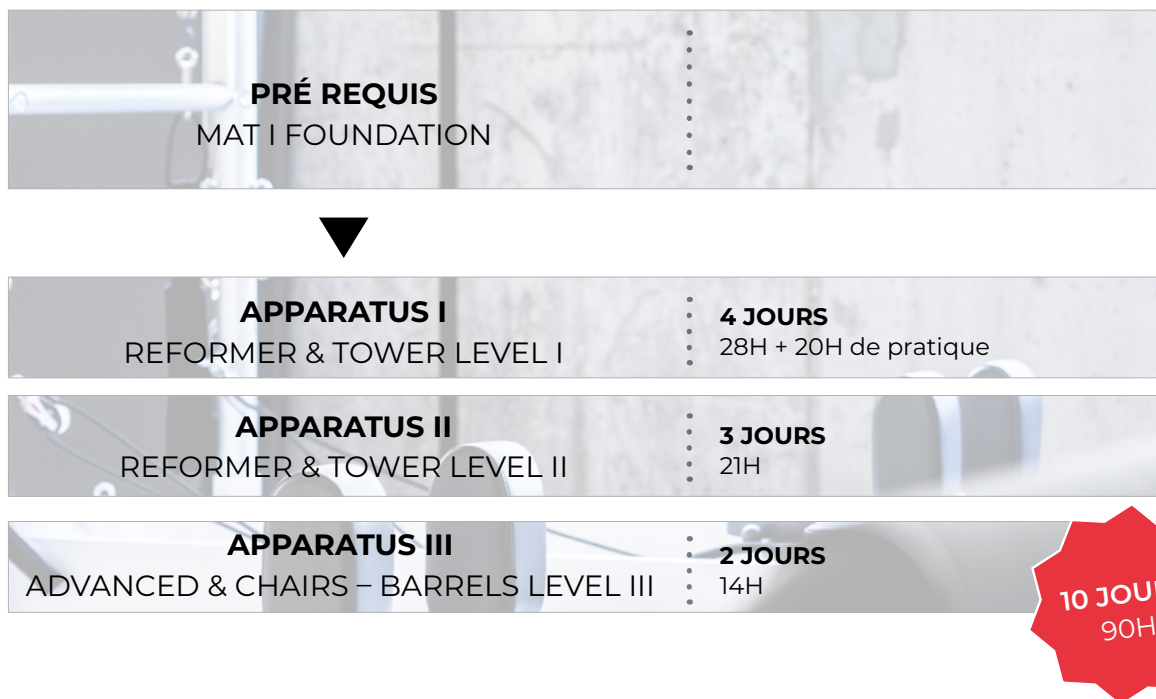 PRÉ REQUIS
MAT I FOUNDATION
APPARATUS I
REFORMER & TOWER LEVEL I
4 JOURS
28H + 20H de pratique
APPARATUS II
REFORMER & TOWER LEVEL II
3 JOURS
21H
APPARATUS III
ADVANCED & CHAIRS – BARRELS LEVEL III
2 JOURS
14H
10
90H